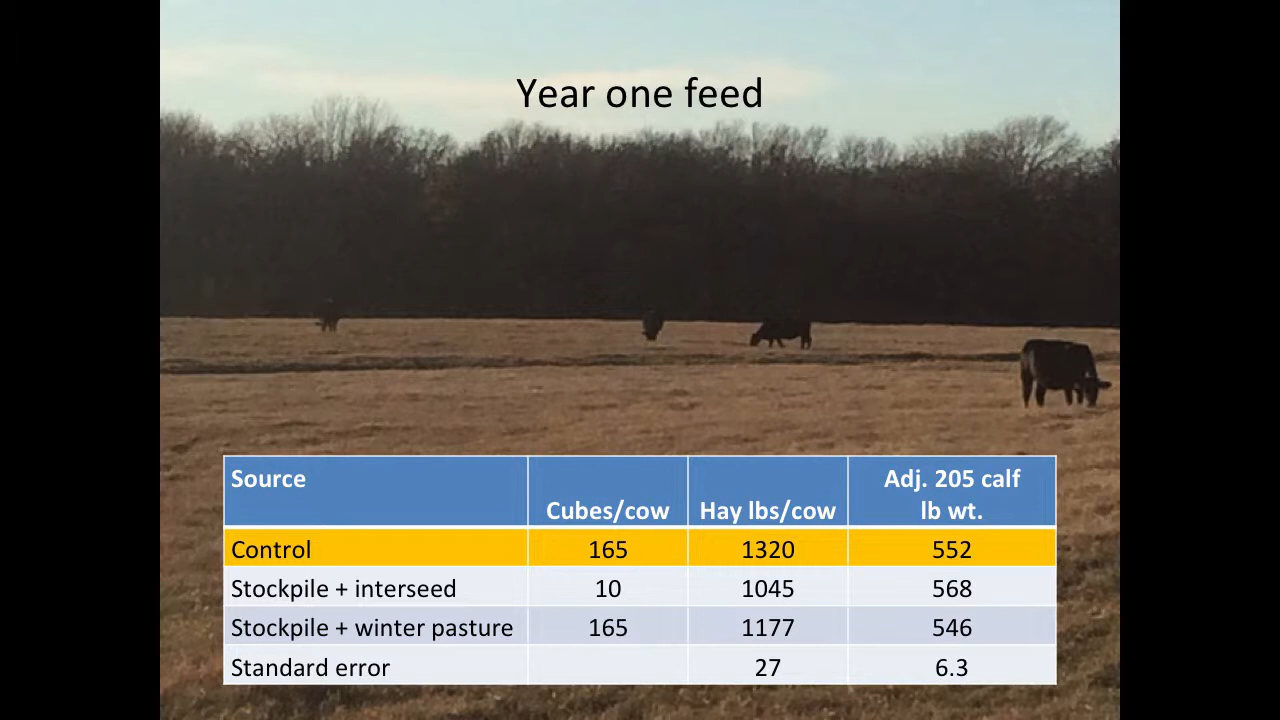 Year one feed
Source Cubes/cow Hay lbs/cow Adj. 205 calf lb wt.
Control 165 1320 552
Stockpile + interseed 10 1045 568
Stockpile + winter pasture 165 1177 546
Standard error 27 6.3